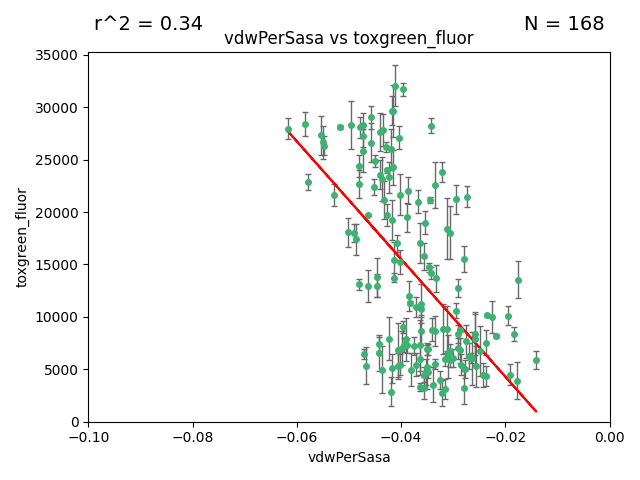 r^2 = 0.34
N = 168
vdwPerSasa vs toxgreen_fluor
35000
30000
25000
20000
15000
10000
5000
0
toxgreen_fluor
−0.10
−0.08
−0.06
−0.04
−0.02
0.00
vdwPerSasa